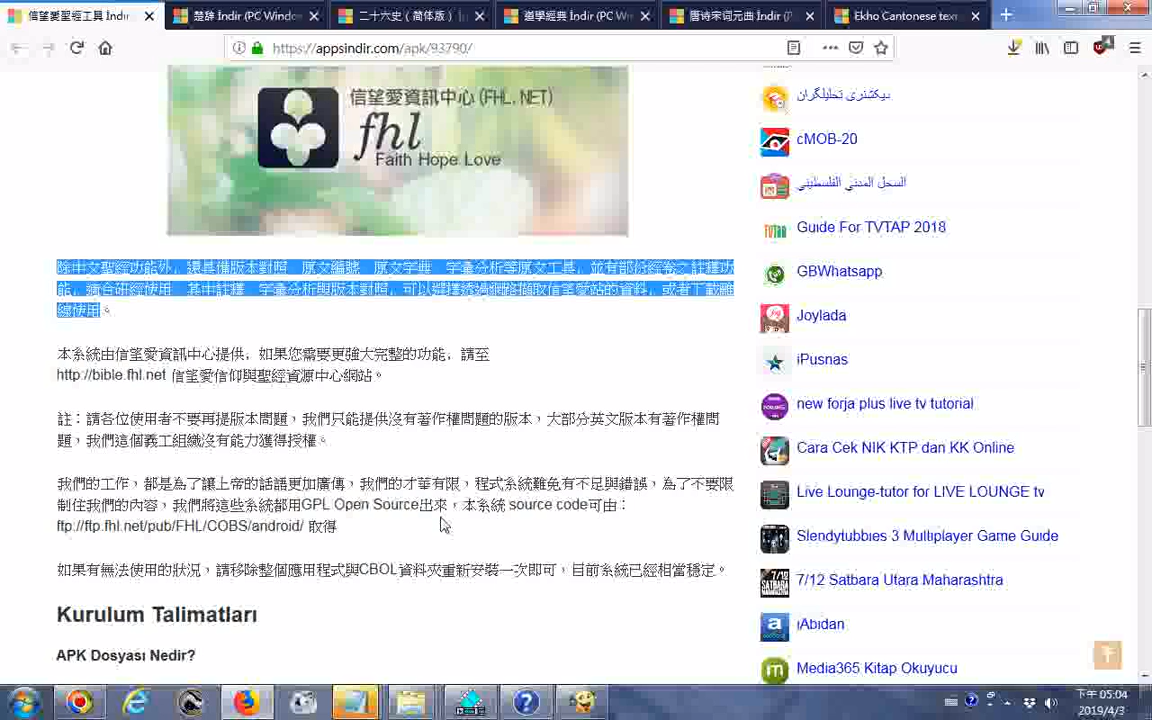 信望愛聖經工具 İndir
楚辞 İndir (PC Window
二十六史（简体版）İ
道學經典 İndir (PC Wi
唐诗宋词元曲 İndir (P
Ekho Cantonese text
https://appsindir.com/apk/93790/
信望愛資訊中心(FHL.NET)
fhl
Faith Hope Love
除中文聖經功能外，還具備版本對照、原文編號、原文字典、字彙分析等原文工具，並有部份經卷之註釋功
能，適合研經使用。其中註釋、字彙分析與版本對照，可以選擇透過網路擷取信望愛站的資料，或者下載離
線使用。
本系統由信望愛資訊中心提供，如果您需要更強大完整的功能，請至
http://bible.fhl.net 信望愛信仰與聖經資源中心網站。
註：請各位使用者不要再提版本問題，我們只能提供沒有著作權問題的版本，大部分英文版本有著作權問
題，我們這個義工組織沒有能力獲得授權。
我們的工作，都是為了讓上帝的話語更加廣傳，我們的才華有限，程式系統難免有不足與錯誤，為了不要限
制住我們的內容，我們將這些系統都用GPL Open Source出來，本系統 source code可由：
ftp://ftp.fhl.net/pub/FHL/COBS/android/ 取得
如果有無法使用的狀況，請移除整個應用程式與CBOL資料夾重新安裝一次即可，目前系統已經相當穩定。
Kurulum Talimatları
APK Dosyası Nedir?
دیکشنری تحلیلگران
cMOB-20
السجل المدني الفلسطيني
Guide For TVTAP 2018
GBWhatsapp
Joylada
iPusnas
new forja plus live tv tutorial
Cara Cek NIK KTP dan KK Online
Live Lounge-tutor for LIVE LOUNGE tv
Slendytubbies 3 Multiplayer Game Guide
7/12 Satbara Utara Maharashtra
iAbidan
Media365 Kitap Okuyucu
下午 05:04
2019/4/3